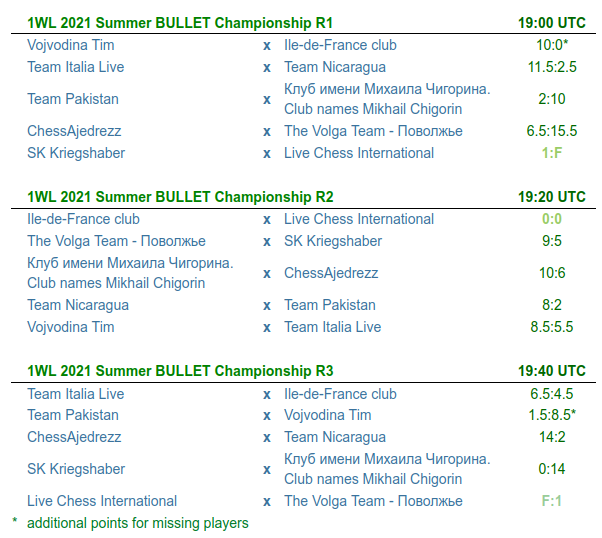 1WL 2021 Summer BULLET Championship R1 19:00 UTC
Vojvodina Tim x Ile-de-France club 10:0*
Team Italia Live x Team Nicaragua 11.5:2.5
Team Pakistan x Клуб имени Михаила Чигорина. 2:10
Club names Mikhail Chigorin
ChessAjedrezz x The Volga Team - Поволжье 6.5:15.5
SK Kriegshaber x Live Chess International 1:F
1WL 2021 Summer BULLET Championship R2 19:20 UTC
Ile-de-France club x Live Chess International 0:0
The Volga Team - Поволжье x SK Kriegshaber 9:5
Клуб имени Михаила Чигорина. x ChessAjedrezz 10:6
Club names Mikhail Chigorin
Team Nicaragua x Team Pakistan 8:2
Vojvodina Tim x Team Italia Live 8.5:5.5
1WL 2021 Summer BULLET Championship R3 19:40 UTC
Team Italia Live x Ile-de-France club 6.5:4.5
Team Pakistan x Vojvodina Tim 1.5:8.5*
ChessAjedrezz x Team Nicaragua 14:2
SK Kriegshaber x Клуб имени Михаила Чигорина. 0:14
Club names Mikhail Chigorin
Live Chess International x The Volga Team - Поволжье F:1
* additional points for missing players